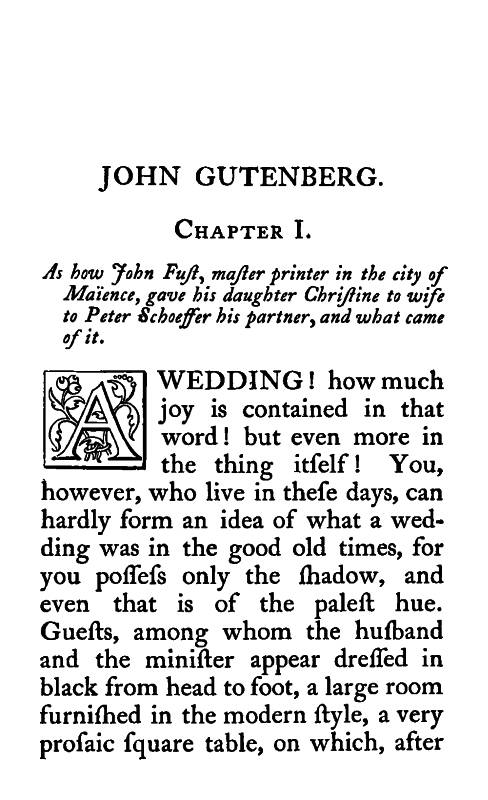 JOHN GUTENBERG.
CHAPTER I.
As how John Fuſt, maſter printer in the city of
Maïence, gave his daughter Chriſtine to wife
to Peter Schoeffer his partner, and what came
of it.
A WEDDING! how much
joy is contained in that
word! but even more in
the thing itſelf! You,
however, who live in theſe days, can
hardly form an idea of what a wed-
ding was in the good old times, for
you poſſeſs only the ſhadow, and
even that is of the paleſt hue.
Gueſts, among whom the huſband
and the miniſter appear dreſſed in
black from head to foot, a large room
furniſhed in the modern ſtyle, a very
proſaic ſquare table, on which, after